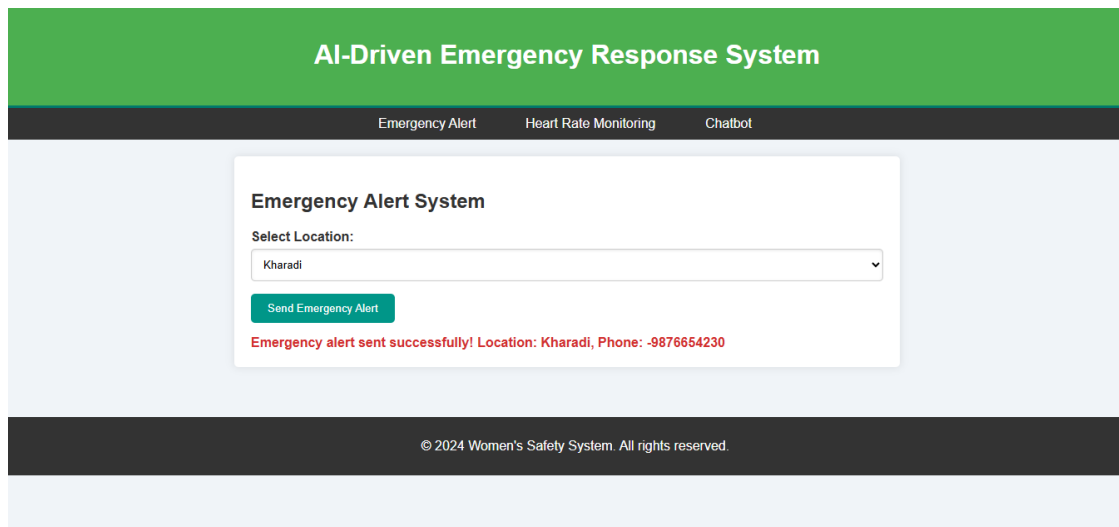 AI-Driven Emergency Response System
Emergency Alert Heart Rate Monitoring Chatbot
Emergency Alert System
Select Location:
Kharadi
Send Emergency Alert
Emergency alert sent successfully! Location: Kharadi, Phone: -9876654230
© 2024 Women's Safety System. All rights reserved.